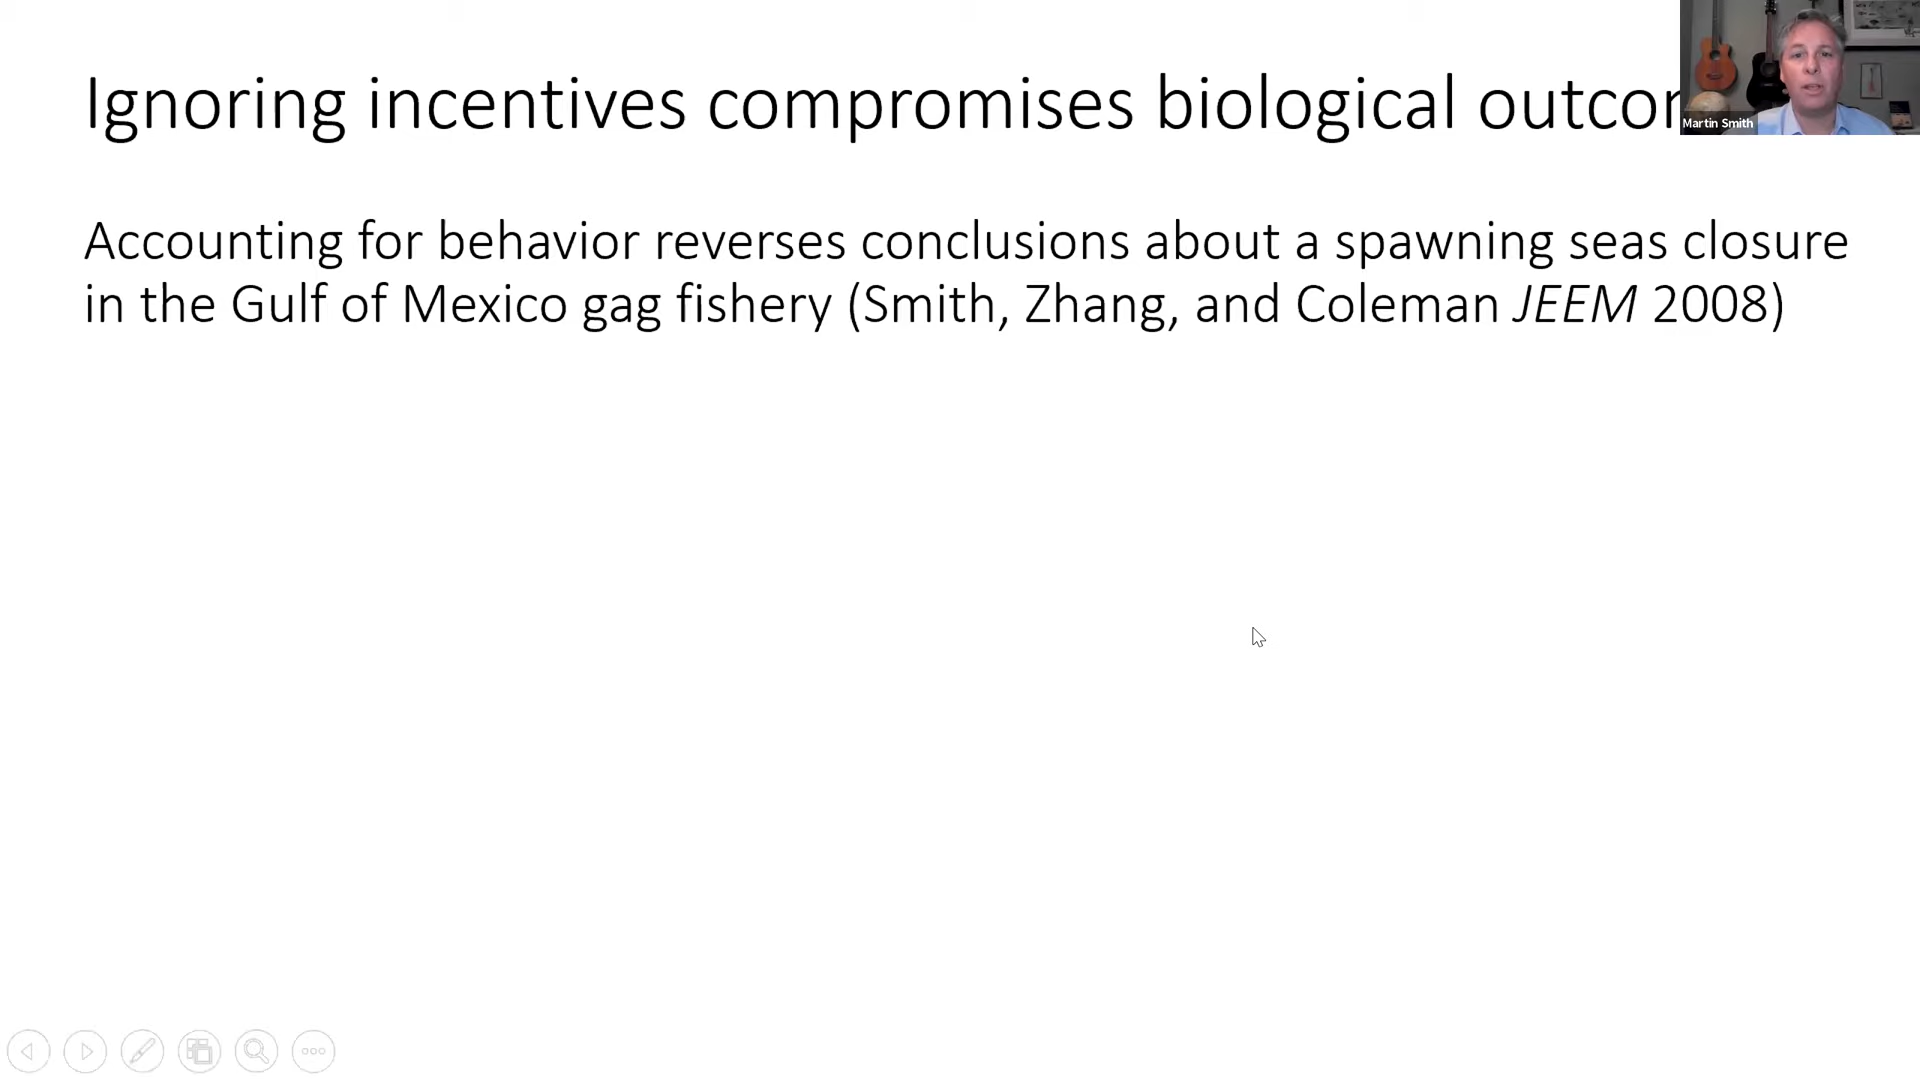 Ignoring incentives compromises biological
Martin Smith
Accounting for behavior reverses conclusions about a spawning seas closure
in the Gulf of Mexico gag fishery (Smith, Zhang, and Coleman JEEM 2008)